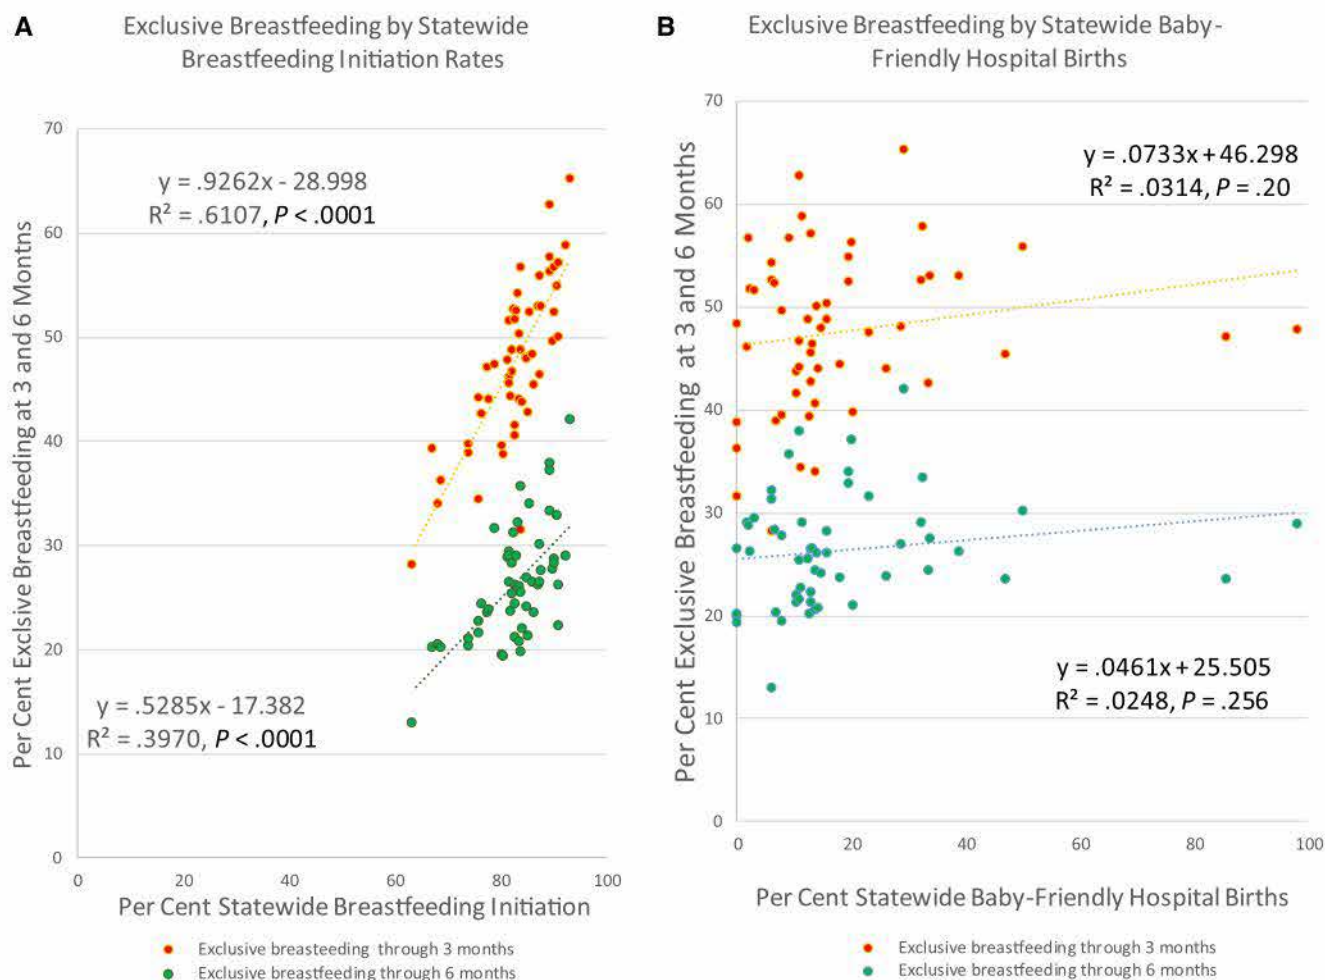 A
Exclusive Breastfeeding by Statewide
Breastfeeding Initiation Rates
Per Cent Exclsive Breastfeeding at 3 and 6 Montns
70
60
50
40
30
20
10
0
y = .9262x - 28.998
R² = .6107, P < .0001
y = .5285x - 17.382
R² = .3970, P < .0001
0 20 40 60 80 100
Per Cent Statewide Breastfeeding Initiation
Exclusive breasteeding through 3 months
Exclusive breastfeeding through 6 months
B
Exclusive Breastfeeding by Statewide Baby-
Friendly Hospital Births
Per Cent Exclusive Breastfeeding at 3 and 6 Months
70
60
50
40
30
20
10
0
y = .0733x + 46.298
R² = .0314, P = .20
y = .0461x + 25.505
R² = .0248, P = .256
0 20 40 60 80 100
Per Cent Statewide Baby-Friendly Hospital Births
Exclusive breastfeeding through 3 months
Exclusive breastfeeding through 6 months